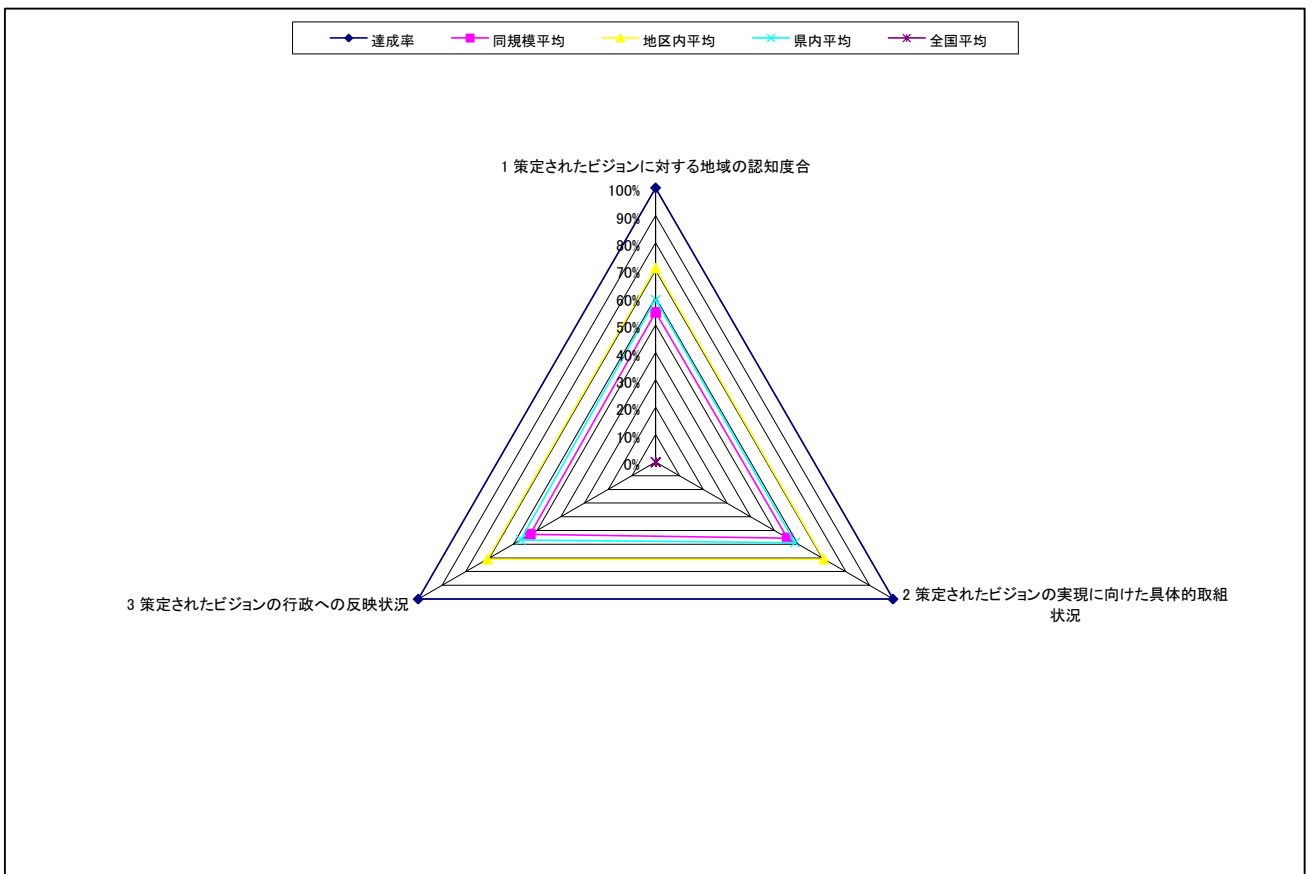 達成率 同規模平均 地区内平均 県内平均 全国平均
1 策定されたビジョンに対する地域の認知度合
100%
90%
80%
70%
60%
50%
40%
30%
20%
10%
0%
3 策定されたビジョンの行政への反映状況
2 策定されたビジョンの実現に向けた具体的取組
状況